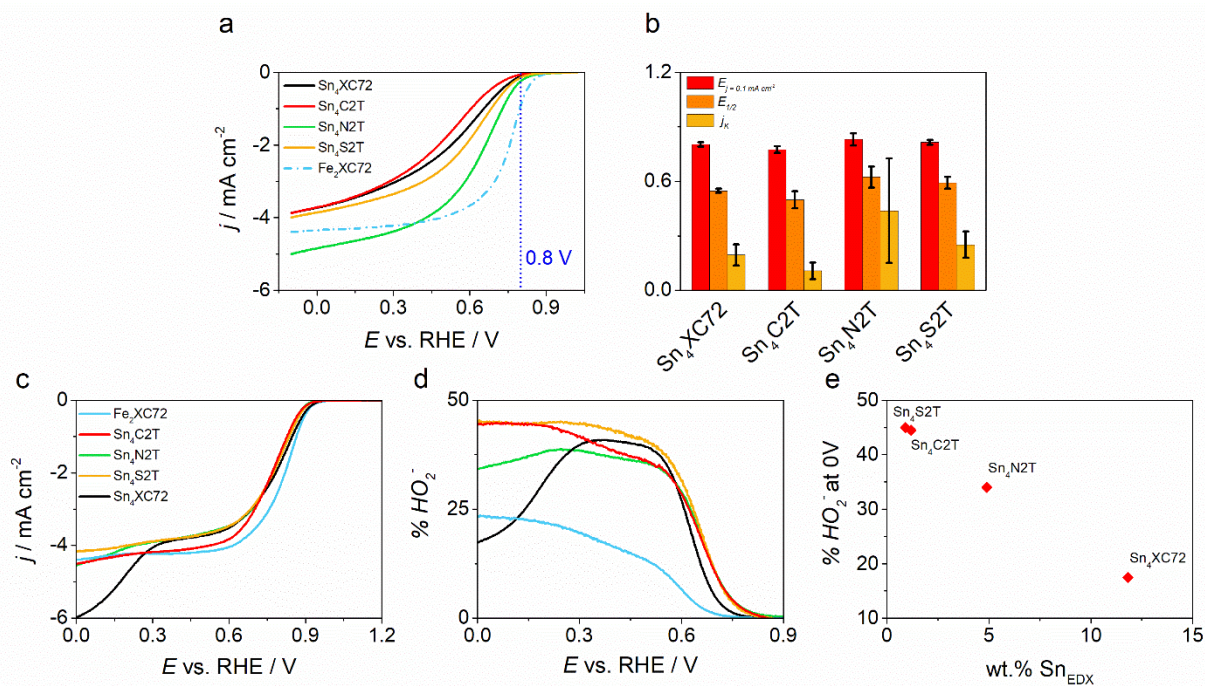 a
0
-2
-4
-6
j / mA cm⁻²
Sn₄XC72
Sn₄C2T
Sn₄N2T
Sn₄S2T
Fe₂XC72
0.8 V
0.0 0.3 0.6 0.9
E vs. RHE / V
b
1.2
0.6
0.0
E j = 0.1 mA cm⁻²
E1/2
jK
Sn₄XC72
Sn₄C2T
Sn₄N2T
Sn₄S2T
c
0
-2
-4
-6
j / mA cm⁻²
Fe₂XC72
Sn₄C2T
Sn₄N2T
Sn₄S2T
Sn₄XC72
0.0 0.3 0.6 0.9 1.2
E vs. RHE / V
d
50
25
0
% HO₂⁻
0.0 0.3 0.6 0.9
E vs. RHE / V
e
50
40
30
20
10
% HO₂⁻ at 0V
Sn₄S2T
Sn₄C2T
Sn₄N2T
Sn₄XC72
0 5 10 15
wt.% SnEDX